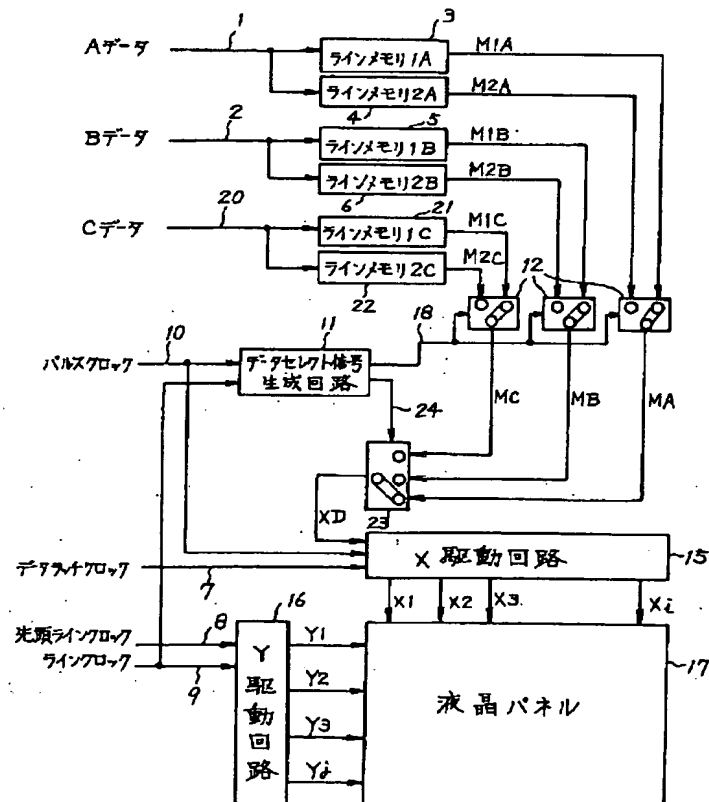 3
Aデータ
1
ラインメモリ1A
M1A
ラインメモリ2A
M2A
4
5
Bデータ
2
ラインメモリ1B
M1B
ラインメモリ2B
M2B
6
20
21
Cデータ
ラインメモリ1C
M1C
ラインメモリ2C
M2C
22
12
10
11
18
パルスクロック
データセレクト信号
生成回路
24
MC
MB
MA
XD
23
X駆動回路
15
データラッチクロック
7
X1
X2
X3
Xi
16
先頭ラインクロック
8
ラインクロック
9
Y駆動回路
Y1
Y2
Y3
Yj
17
液晶パネル